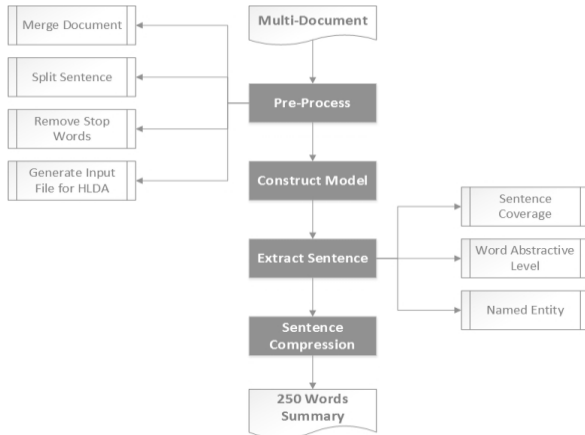 Merge Document
Multi-Document
Split Sentence
Pre-Process
Remove Stop
Words
Generate Input
File for HLDA
Construct Model
Sentence
Coverage
Extract Sentence
Word Abstractive
Level
Named Entity
Sentence
Compression
250 Words
Summary